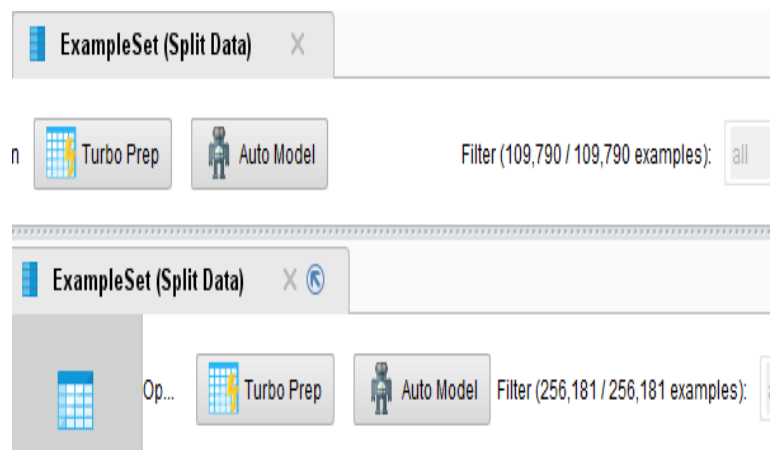 ExampleSet (Split Data)
n Turbo Prep Auto Model Filter (109,790 / 109,790 examples): all
ExampleSet (Split Data)
Op... Turbo Prep Auto Model Filter (256,181 / 256,181 examples):